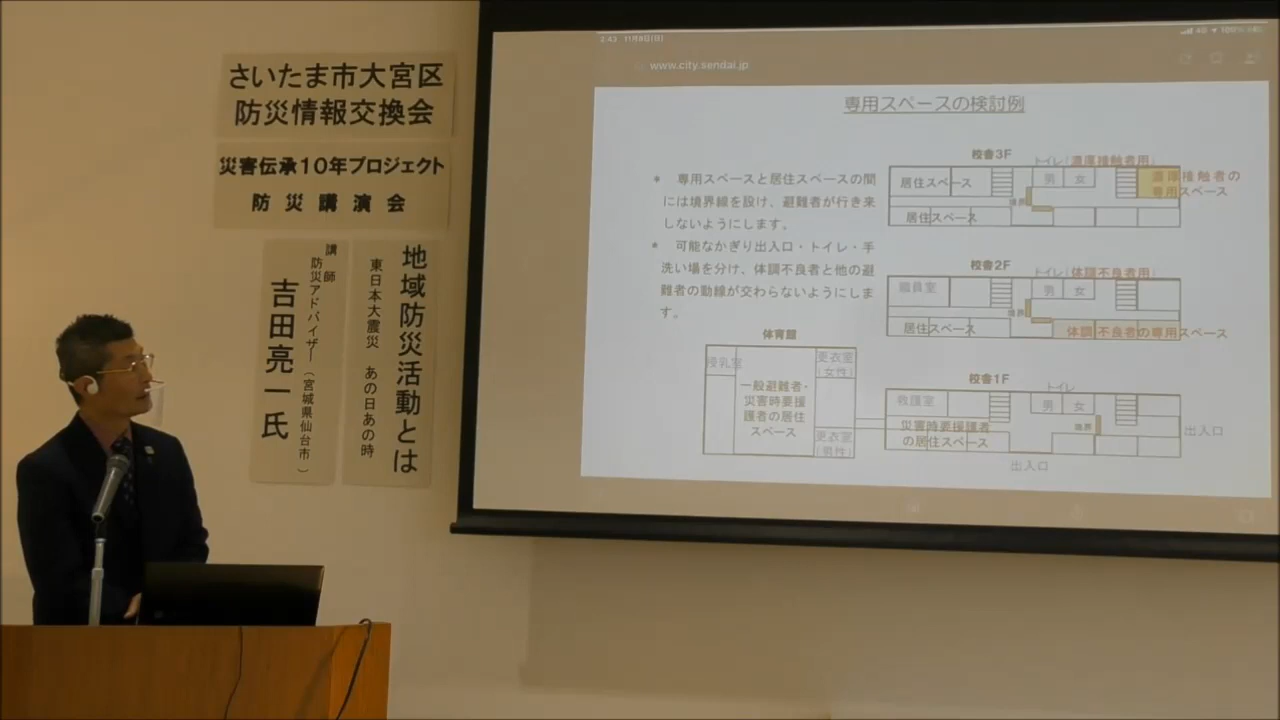 さいたま市大宮区
防災情報交換会
災害伝承10年プロジェクト
防災講演会
地域防災活動とは
東日本大震災 あの日あの時
講師
防災アドバイザー(宮城県仙台市)
吉田亮一氏
2:43 11月8日(日)
4G 100%
www.city.sendai.jp
専用スペースの検討例
* 専用スペースと居住スペースの間
には境界線を設け、避難者が行き来
しないようにします。
* 可能なかぎり出入口・トイレ・手
洗い場を分け、体調不良者と他の避
難者の動線が交わらないようにしま
す。
校舎3F
トイレ(濃厚接触者用)
居住スペース
男
女
濃厚接触者の
専用スペース
境界
居住スペース
校舎2F
トイレ(体調不良者用)
職員室
男
女
境界
居住スペース
体調不良者の専用スペース
体育館
授乳室
更衣室
(女性)
一般避難者・
災害時要援
護者の居住
スペース
更衣室
(男性)
校舎1F
トイレ
救護室
男
女
境界
災害時要援護者
の居住スペース
出入口
出入口